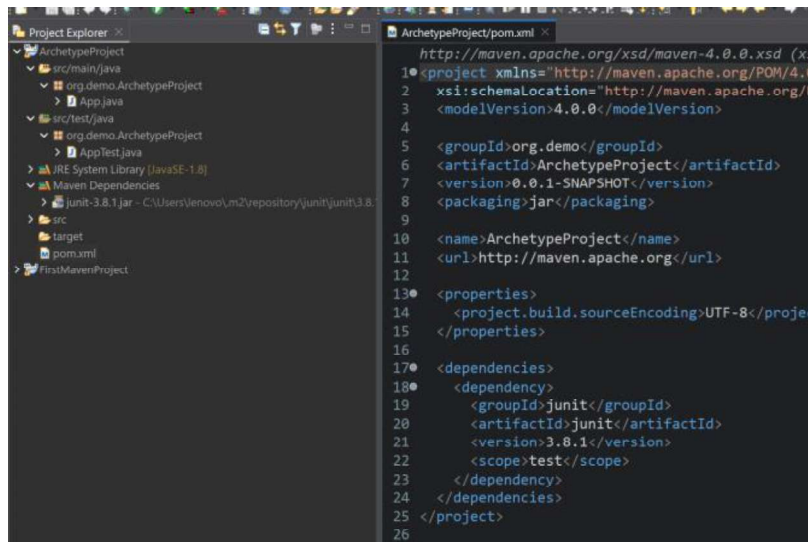 Project Explorer
ArchetypeProject
src/main/java
org.demo.ArchetypeProject
App.java
src/test/java
org.demo.ArchetypeProject
AppTest.java
JRE System Library [JavaSE-1.8]
Maven Dependencies
junit-3.8.1.jar - C:\Users\lenovo\.m2\repository\junit\junit\3.8.
src
target
pom.xml
FirstMavenProject
ArchetypeProject/pom.xml
http://maven.apache.org/xsd/maven-4.0.0.xsd (xs
1 <project xmlns="http://maven.apache.org/POM/4.0
2 xsi:schemaLocation="http://maven.apache.org/
3 <modelVersion>4.0.0</modelVersion>
4
5 <groupId>org.demo</groupId>
6 <artifactId>ArchetypeProject</artifactId>
7 <version>0.0.1-SNAPSHOT</version>
8 <packaging>jar</packaging>
9
10 <name>ArchetypeProject</name>
11 <url>http://maven.apache.org</url>
12
13 <properties>
14 <project.build.sourceEncoding>UTF-8</proje
15 </properties>
16
17 <dependencies>
18 <dependency>
19 <groupId>junit</groupId>
20 <artifactId>junit</artifactId>
21 <version>3.8.1</version>
22 <scope>test</scope>
23 </dependency>
24 </dependencies>
25 </project>
26